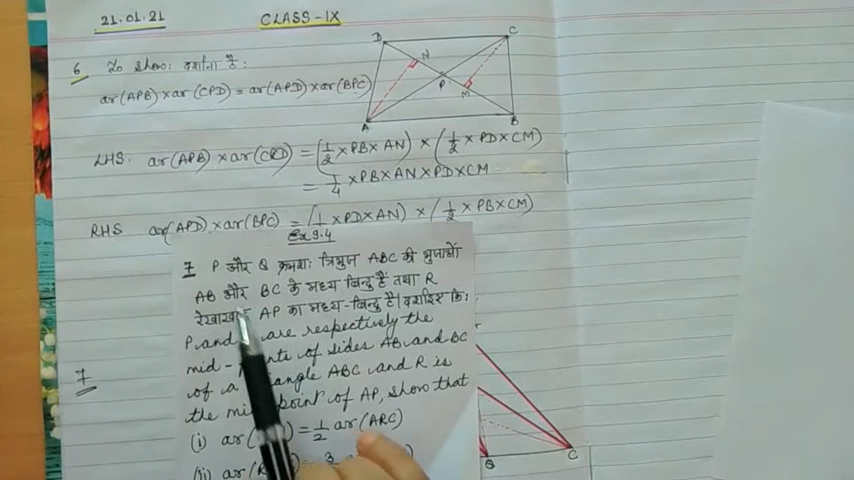 21.01.21
CLASS-IX
6 To show: दर्शाना है:
ar(APB) × ar(CPD) = ar(APD) × ar(BPC)
D
C
N
P
M
A
B
LHS: ar(APB) × ar(CPD) = (1/2 × PB × AN) × (1/2 × PD × CM)
= 1/4 × PB × AN × PD × CM
RHS ar(APD) × ar(BPC) = (1/2 × PD × AN) × (1/2 × PB × CM)
Ex 9.4
7 P और Q क्रमशः त्रिभुज ABC की भुजाओं
AB और BC के मध्य बिन्दु हैं तथा R
AP का मध्य-बिन्दु है। दर्शाइए कि:
P and are respectively the
mid- of sides AB and BC
of a triangle ABC and R is
the mid point of AP, show that
(i) ar( ) = 1/2 ar(ARC)
(ii) ar(R ) = 3
7
Q
C